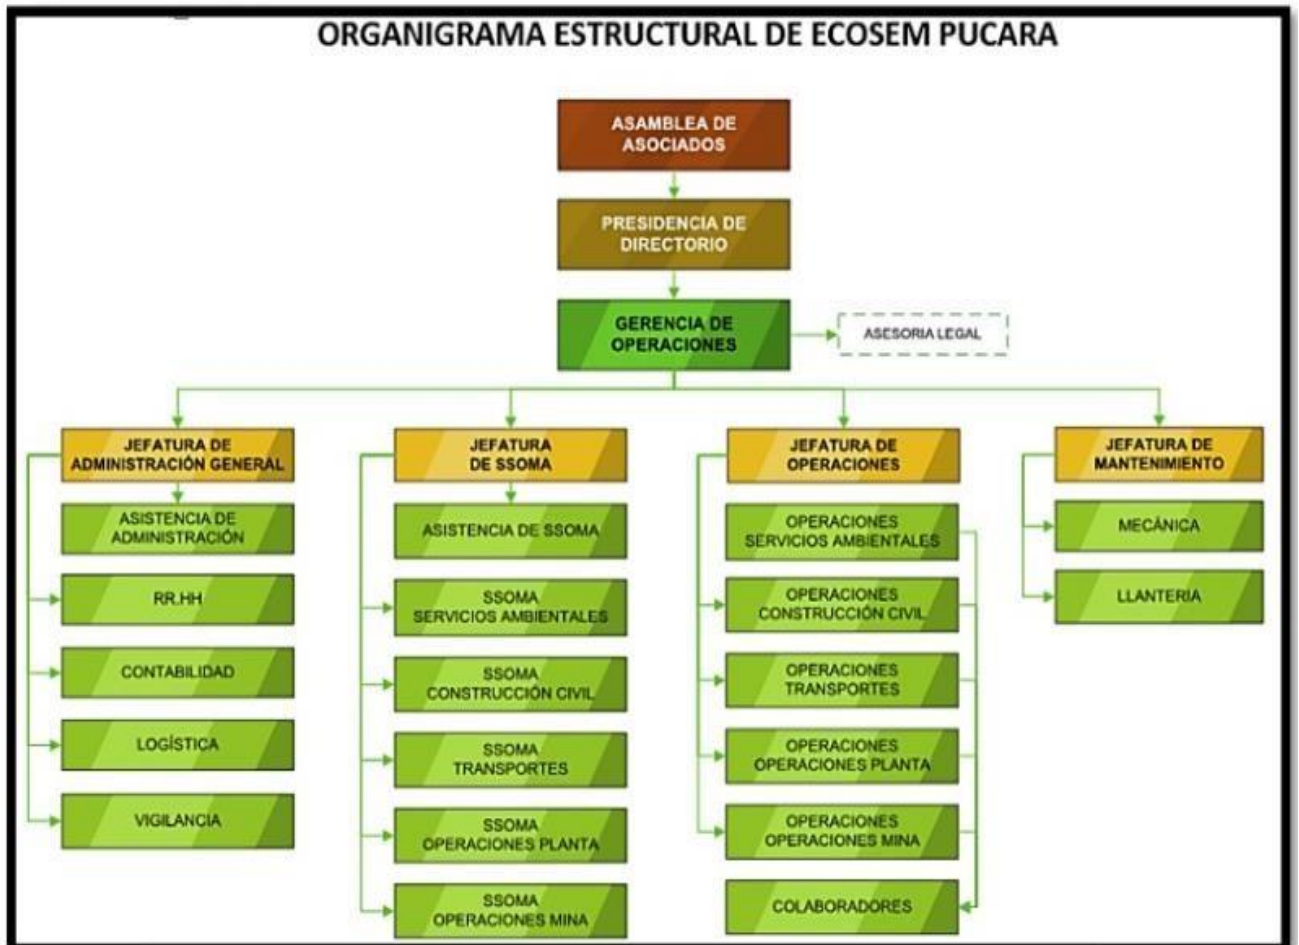 ORGANIGRAMA ESTRUCTURAL DE ECOSEM PUCARA
ASAMBLEA DE
ASOCIADOS
PRESIDENCIA DE
DIRECTORIO
GERENCIA DE
OPERACIONES
ASESORIA LEGAL
JEFATURA DE
ADMINISTRACIÓN GENERAL
ASISTENCIA DE
ADMINISTRACIÓN
RR.HH
CONTABILIDAD
LOGÍSTICA
VIGILANCIA
JEFATURA
DE SSOMA
ASISTENCIA DE SSOMA
SSOMA
SERVICIOS AMBIENTALES
SSOMA
CONSTRUCCIÓN CIVIL
SSOMA
TRANSPORTES
SSOMA
OPERACIONES PLANTA
SSOMA
OPERACIONES MINA
JEFATURA DE
OPERACIONES
OPERACIONES
SERVICIOS AMBIENTALES
OPERACIONES
CONSTRUCCIÓN CIVIL
OPERACIONES
TRANSPORTES
OPERACIONES
OPERACIONES PLANTA
OPERACIONES
OPERACIONES MINA
COLABORADORES
JEFATURA DE
MANTENIMIENTO
MECÁNICA
LLANTERIA